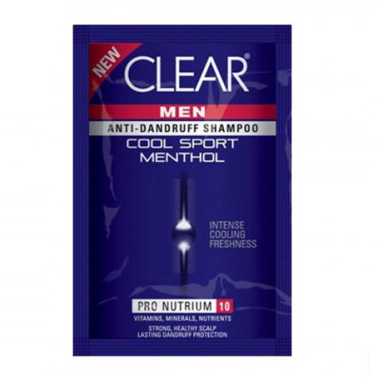 NEW
CLEAR
MEN
ANTI-DANDRUFF SHAMPOO
COOL SPORT
MENTHOL
INTENSE
COOLING
FRESHNESS
PRO NUTRIUM 10
VITAMINS, MINERALS, NUTRIENTS
STRONG, HEALTHY SCALP
LASTING DANDRUFF PROTECTION